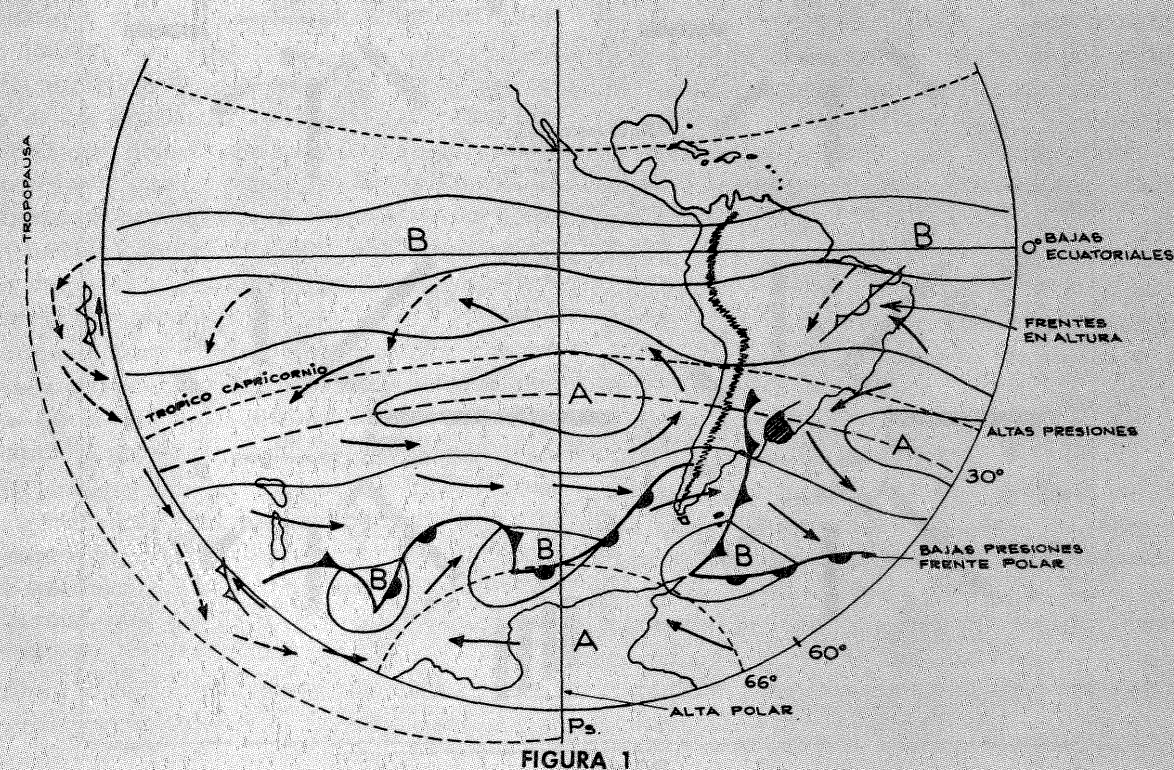 TROPOPAUSA
B
B
0° BAJAS
ECUATORIALES
FRENTES
EN ALTURA
TROPICO CAPRICORNIO
A
ALTAS PRESIONES
A
30°
B
B
B
BAJAS PRESIONES
FRENTE POLAR
A
60°
66°
ALTA POLAR
Ps.
FIGURA 1